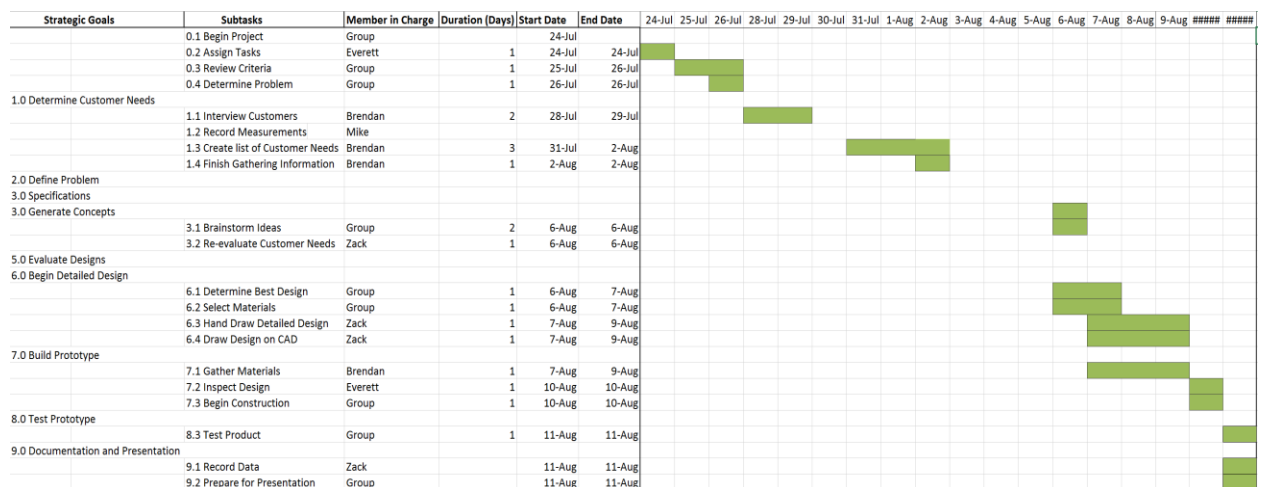 Strategic Goals Subtasks Member in Charge Duration (Days) Start Date End Date 24-Jul 25-Jul 26-Jul 28-Jul 29-Jul 30-Jul 31-Jul 1-Aug 2-Aug 3-Aug 4-Aug 5-Aug 6-Aug 7-Aug 8-Aug 9-Aug ##### #####
0.1 Begin Project Group 24-Jul
0.2 Assign Tasks Everett 1 24-Jul 24-Jul
0.3 Review Criteria Group 1 25-Jul 26-Jul
0.4 Determine Problem Group 1 26-Jul 26-Jul
1.0 Determine Customer Needs
1.1 Interview Customers Brendan 2 28-Jul 29-Jul
1.2 Record Measurements Mike
1.3 Create list of Customer Needs Brendan 3 31-Jul 2-Aug
1.4 Finish Gathering Information Brendan 1 2-Aug 2-Aug
2.0 Define Problem
3.0 Specifications
3.0 Generate Concepts
3.1 Brainstorm Ideas Group 2 6-Aug 6-Aug
3.2 Re-evaluate Customer Needs Zack 1 6-Aug 6-Aug
5.0 Evaluate Designs
6.0 Begin Detailed Design
6.1 Determine Best Design Group 1 6-Aug 7-Aug
6.2 Select Materials Group 1 6-Aug 7-Aug
6.3 Hand Draw Detailed Design Zack 1 7-Aug 9-Aug
6.4 Draw Design on CAD Zack 1 7-Aug 9-Aug
7.0 Build Prototype
7.1 Gather Materials Brendan 1 7-Aug 9-Aug
7.2 Inspect Design Everett 1 10-Aug 10-Aug
7.3 Begin Construction Group 1 10-Aug 10-Aug
8.0 Test Prototype
8.3 Test Product Group 1 11-Aug 11-Aug
9.0 Documentation and Presentation
9.1 Record Data Zack 11-Aug 11-Aug
9.2 Prepare for Presentation Group 11-Aug 11-Aug